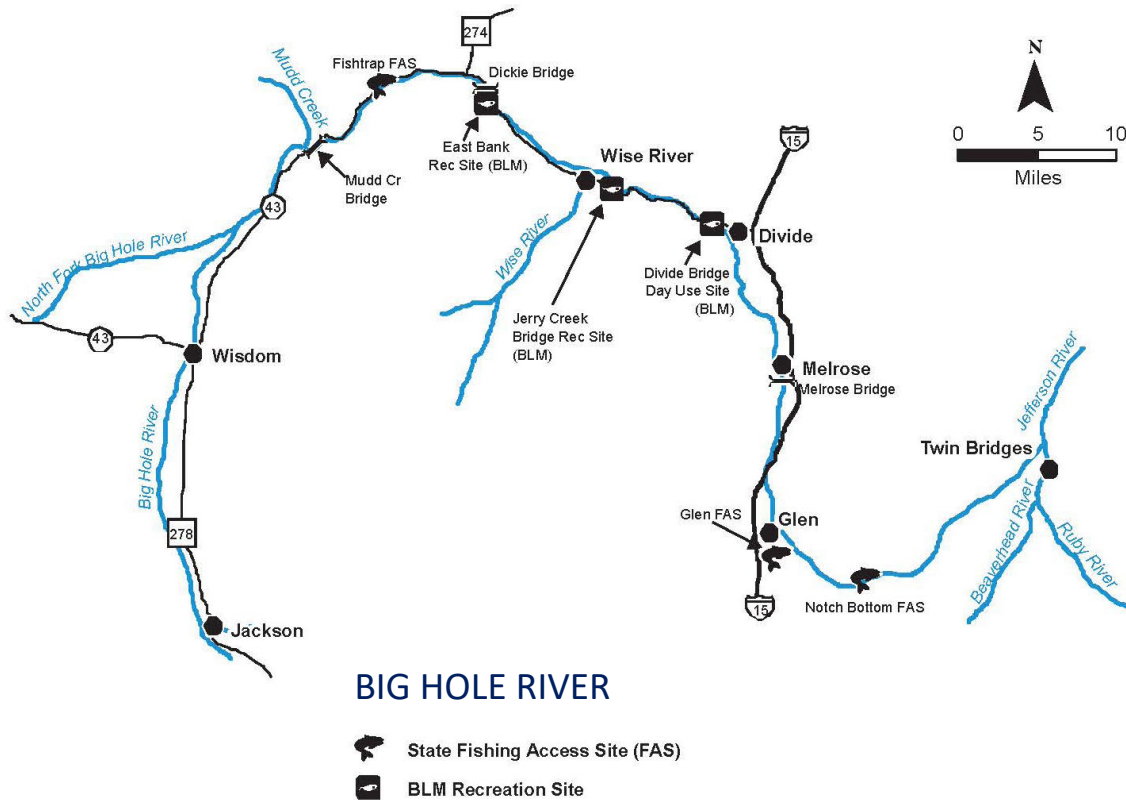 274
Mudd Creek
Fishtrap FAS
Dickie Bridge
N
0
5
10
Miles
15
East Bank
Rec Site (BLM)
Wise River
Mudd Cr
Bridge
43
North Fork Big Hole River
Wise River
Divide
Divide Bridge
Day Use Site
(BLM)
Jerry Creek
Bridge Rec Site
(BLM)
43
Wisdom
Melrose
Melrose Bridge
Jefferson River
Big Hole River
Twin Bridges
278
Glen FAS
Glen
Beaverhead River
Ruby River
15
Notch Bottom FAS
Jackson
BIG HOLE RIVER
State Fishing Access Site (FAS)
BLM Recreation Site